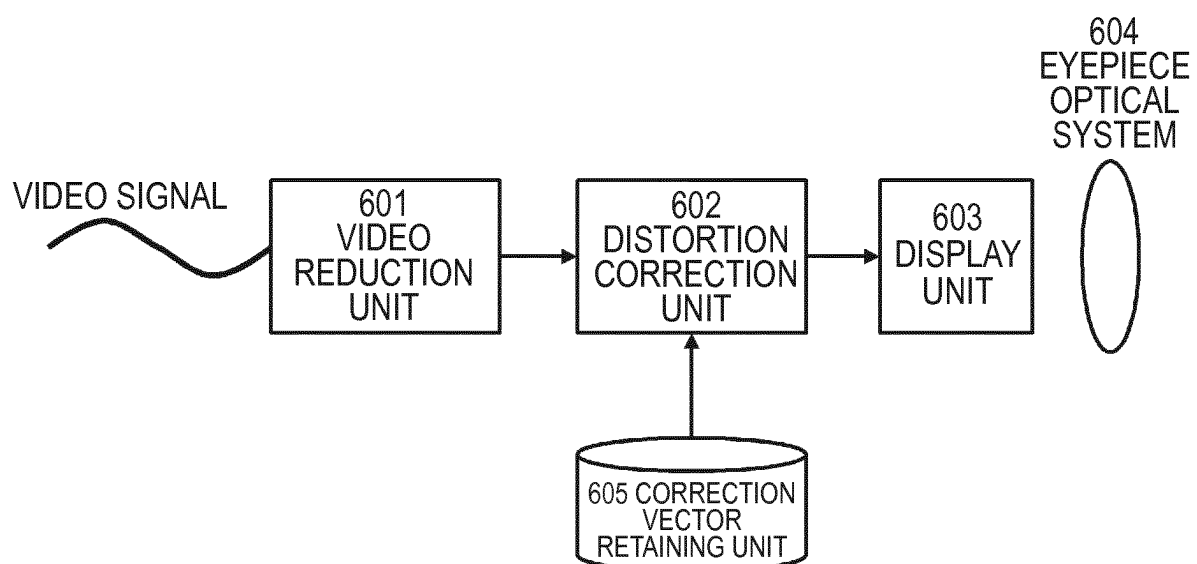 604
EYEPIECE
OPTICAL
SYSTEM
VIDEO SIGNAL
601
VIDEO
REDUCTION
UNIT
602
DISTORTION
CORRECTION
UNIT
603
DISPLAY
UNIT
605 CORRECTION
VECTOR
RETAINING UNIT